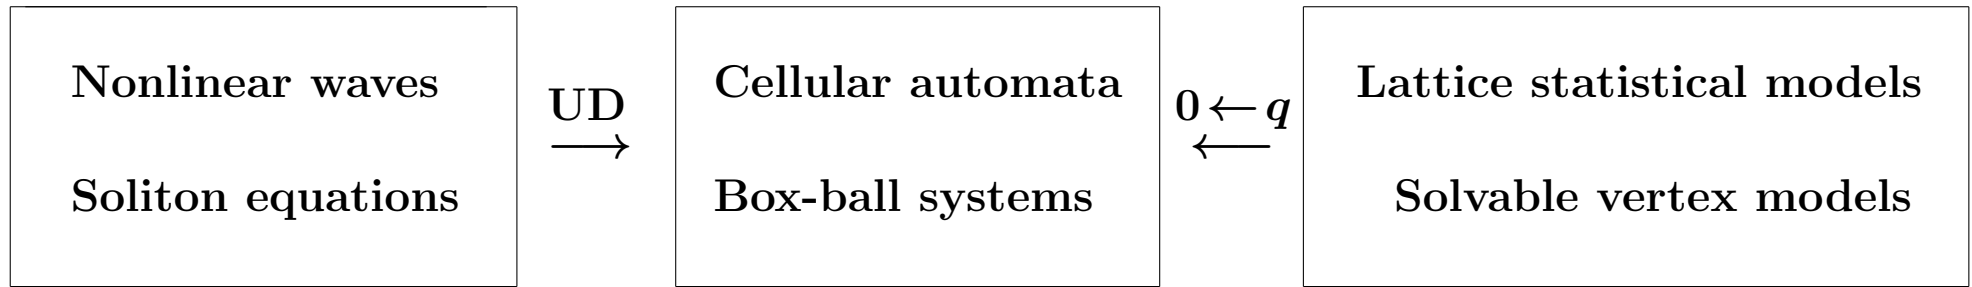 Nonlinear waves
Soliton equations
UD
→
Cellular automata
Box-ball systems
0←q
←
Lattice statistical models
Solvable vertex models